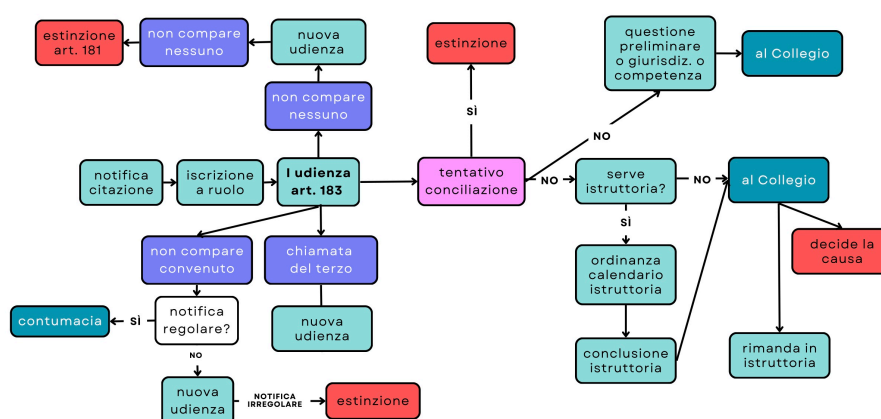 estinzione
art. 181
non compare
nessuno
nuova
udienza
non compare
nessuno
estinzione
SÌ
questione
preliminare
o giurisdiz. o
competenza
al Collegio
NO
notifica
citazione
iscrizione
a ruolo
I udienza
art. 183
tentativo
conciliazione
NO
serve
istruttoria?
NO
al Collegio
SÌ
decide la
causa
non compare
convenuto
chiamata
del terzo
ordinanza
calendario
istruttoria
contumacia
SÌ
notifica
regolare?
nuova
udienza
conclusione
istruttoria
rimanda in
istruttoria
NO
nuova
udienza
NOTIFICA
IRREGOLARE
estinzione